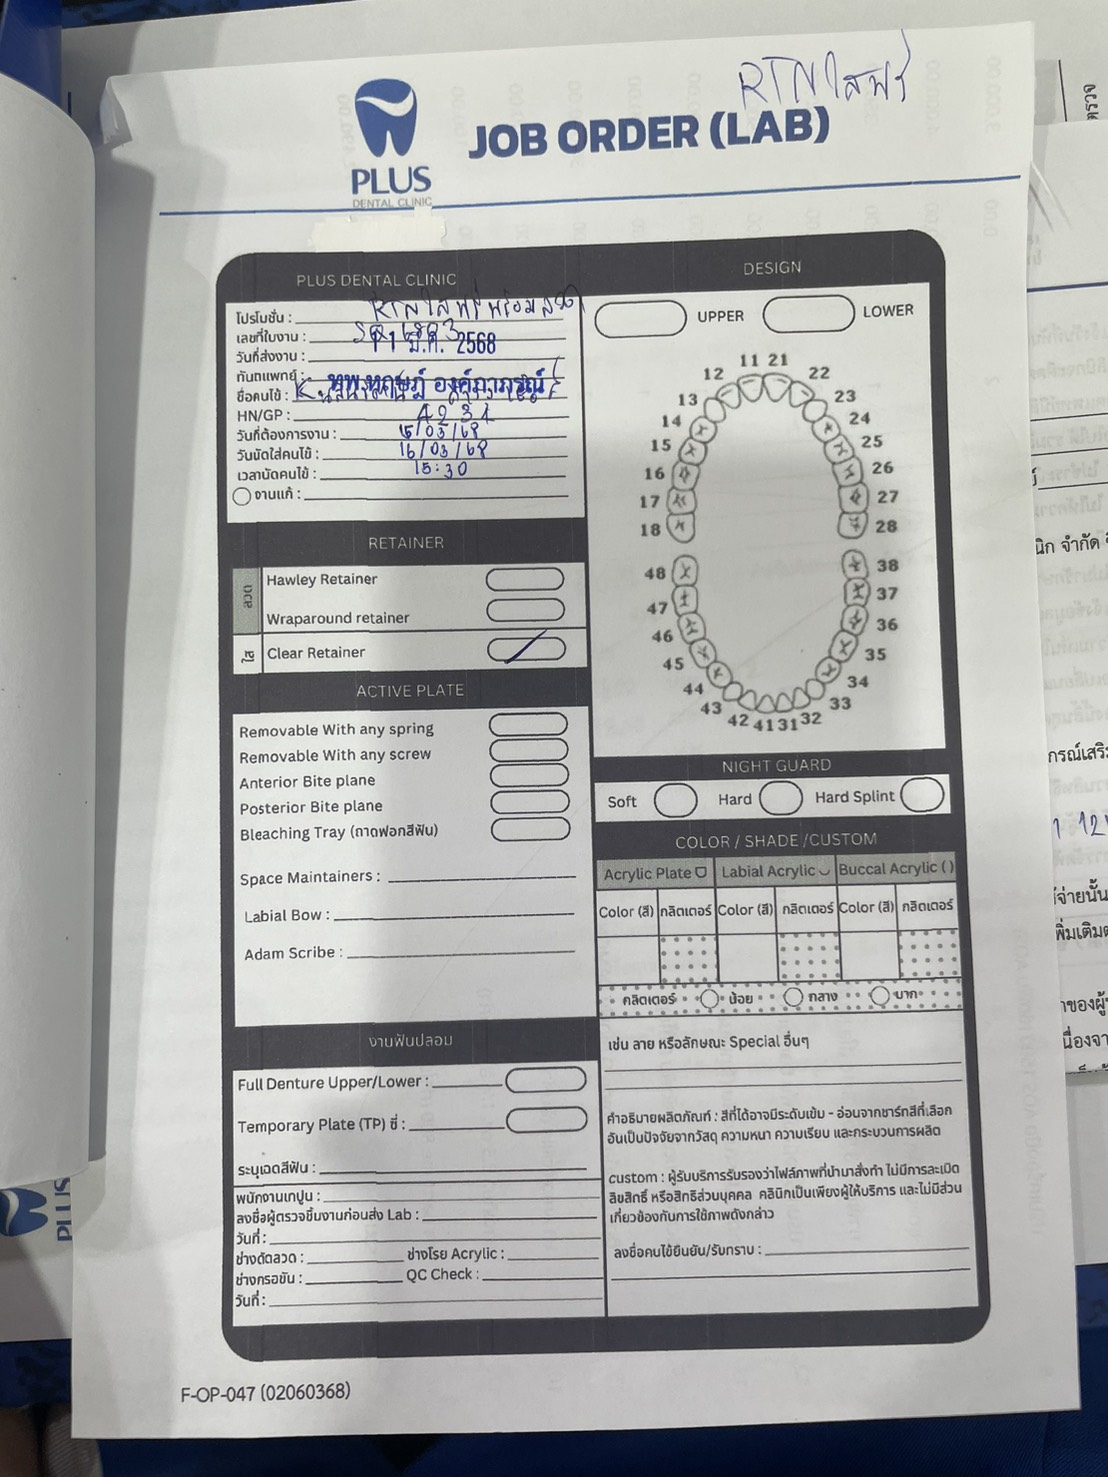 RTN ใสฟรี
PLUS
DENTAL CLINIC
JOB ORDER (LAB)
PLUS DENTAL CLINIC
โปรโมชั่น : RTN ใส ฟรี พร้อม
เลขที่ใบงาน :
วันที่ส่งงาน : 11 มี.ค. 2568
ทันตแพทย์ : ทพ.หฤษฎ์ องค์ภากรณ์
ชื่อคนไข้ :
HN/GP : 4231
วันที่ต้องการงาน : 15/03/68
วันนัดใส่คนไข้ : 16/03/68
เวลานัดคนไข้ : 15:30
งานแก้ :
RETAINER
ลวด
Hawley Retainer
Wraparound retainer
ใส
Clear Retainer
ACTIVE PLATE
Removable With any spring
Removable With any screw
Anterior Bite plane
Posterior Bite plane
Bleaching Tray (ถาดฟอกสีฟัน)
Space Maintainers :
Labial Bow :
Adam Scribe :
งานฟันปลอม
Full Denture Upper/Lower :
Temporary Plate (TP) ซี่ :
ระบุเฉดสีฟัน :
พนักงานเทปูน :
ลงชื่อผู้ตรวจชิ้นงานก่อนส่ง Lab :
วันที่ :
ช่างดัดลวด : ช่างโรย Acrylic :
ช่างกรอขัน : QC Check :
วันที่ :
DESIGN
UPPER LOWER
11 21
12 22
13 23
14 24
15 25
16 26
17 27
18 28
48 38
47 37
46 36
45 35
44 34
43 33
42 41 31 32
NIGHT GUARD
Soft Hard Hard Splint
COLOR / SHADE /CUSTOM
Acrylic Plate Labial Acrylic Buccal Acrylic ( )
Color (สี) กลิตเตอร์ Color (สี) กลิตเตอร์ Color (สี) กลิตเตอร์
กลิตเตอร์ น้อย กลาง มาก
เช่น ลาย หรือลักษณะ Special อื่นๆ
คำอธิบายผลิตภัณฑ์ : สีที่ได้อาจมีระดับเข้ม - อ่อนจากชาร์ทสีที่เลือก
อันเป็นปัจจัยจากวัสดุ ความหนา ความเรียบ และกระบวนการผลิต
custom : ผู้รับบริการรับรองว่าไฟล์ภาพที่นำมาสั่งทำ ไม่มีการละเมิด
ลิขสิทธิ์ หรือสิทธิส่วนบุคคล คลินิกเป็นเพียงผู้ให้บริการ และไม่มีส่วน
เกี่ยวข้องกับการใช้ภาพดังกล่าว
ลงชื่อคนไข้ยืนยัน/รับทราบ :
F-OP-047 (02060368)